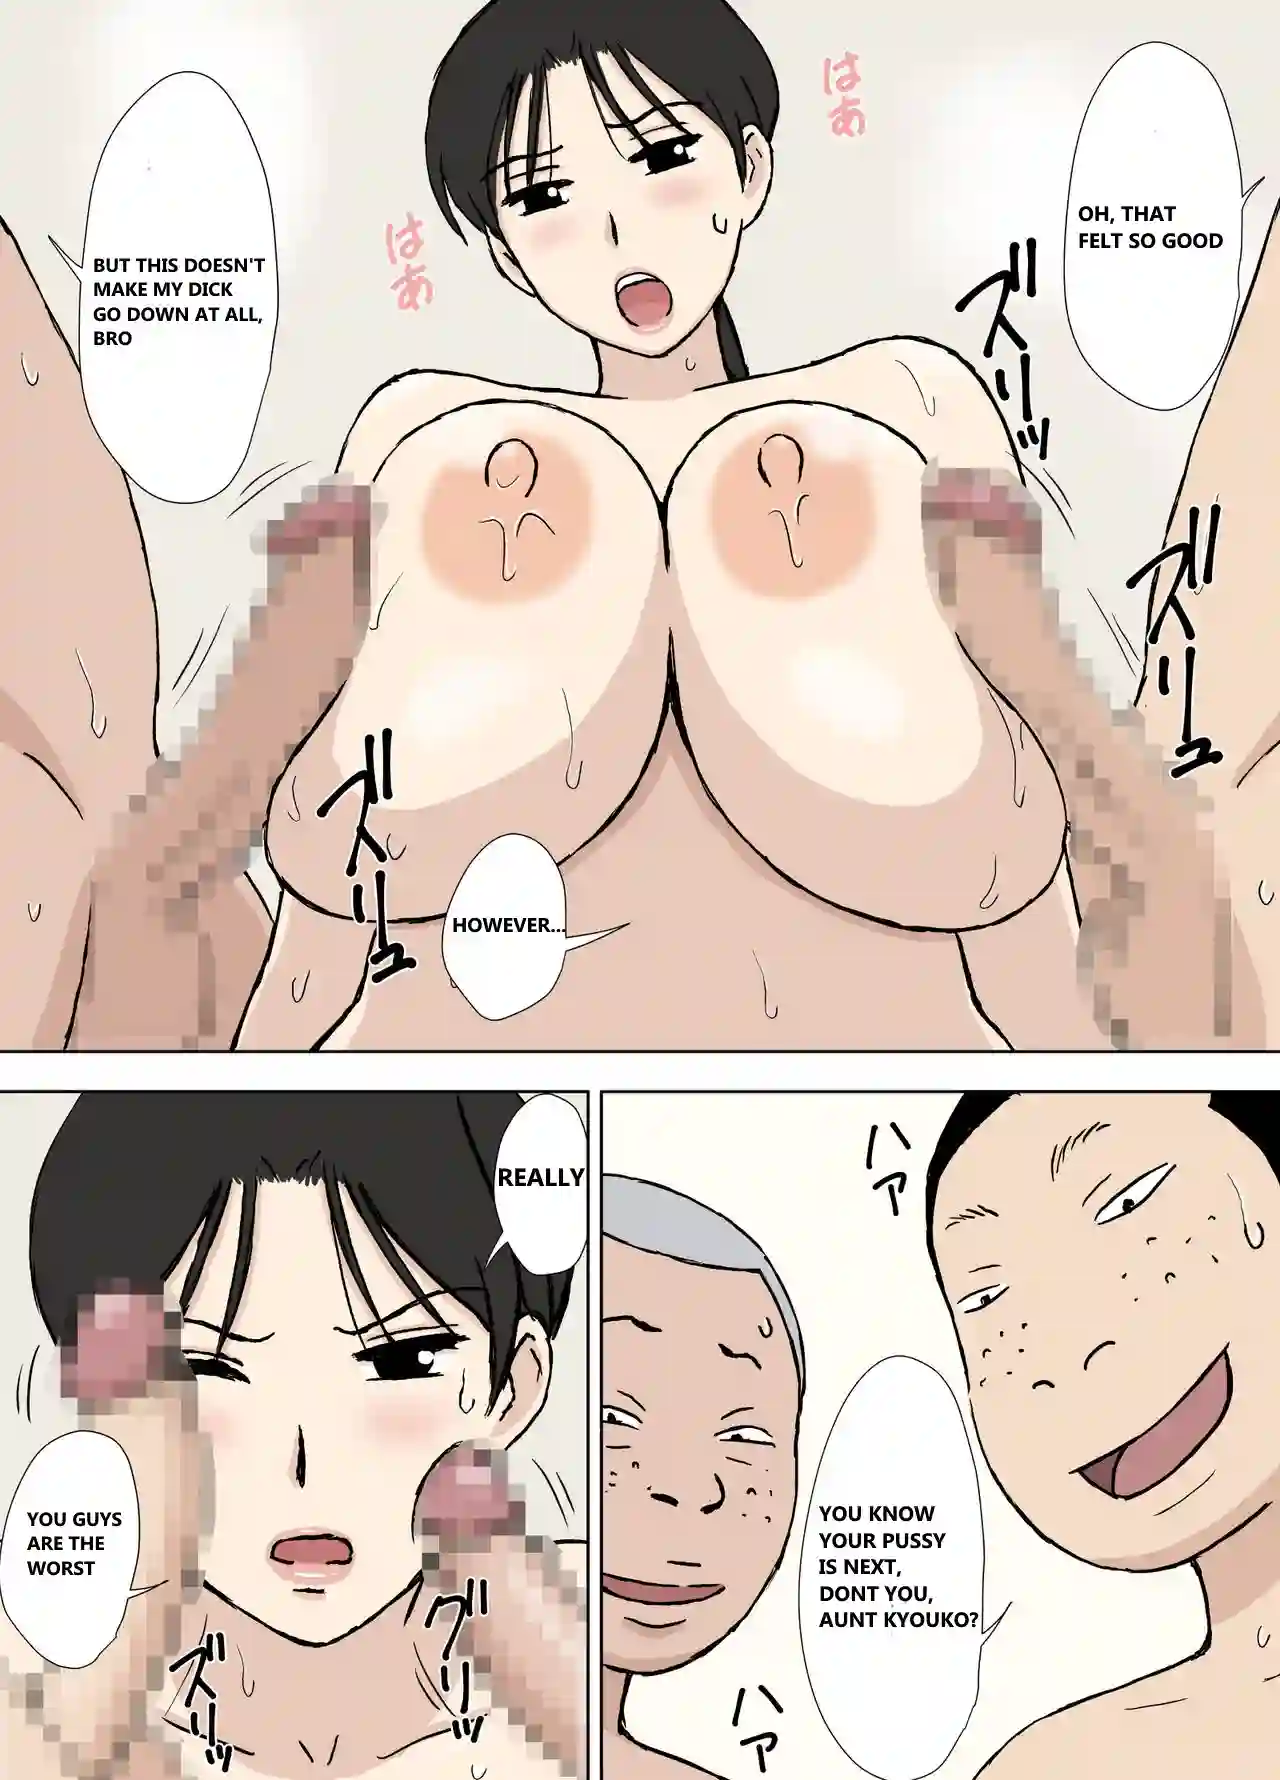 はあ
OH, THAT
FELT SO GOOD
ズリッ
ズリュ
はあ
BUT THIS DOESN'T
MAKE MY DICK
GO DOWN AT ALL,
BRO
HOWEVER...
ズリュ
ハア
YOU KNOW
YOUR PUSSY
IS NEXT,
DONT YOU,
AUNT KYOUKO?
ハア
REALLY
YOU GUYS
ARE THE
WORST
ズリッ
ズリッ